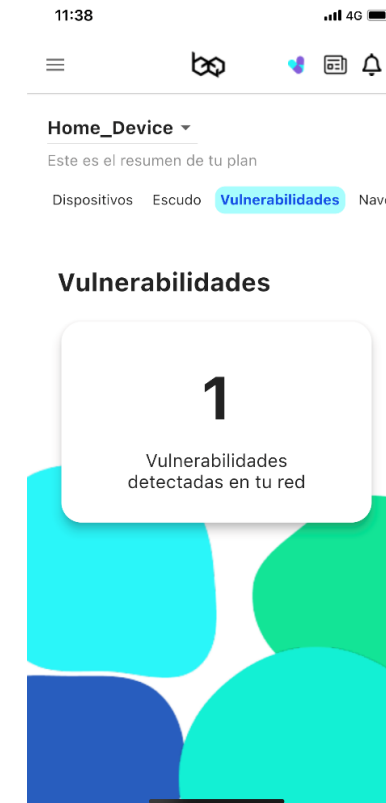 11:38
4G
Home_Device
Este es el resumen de tu plan
Dispositivos Escudo Vulnerabilidades Nav
Vulnerabilidades
1
Vulnerabilidades
detectadas en tu red